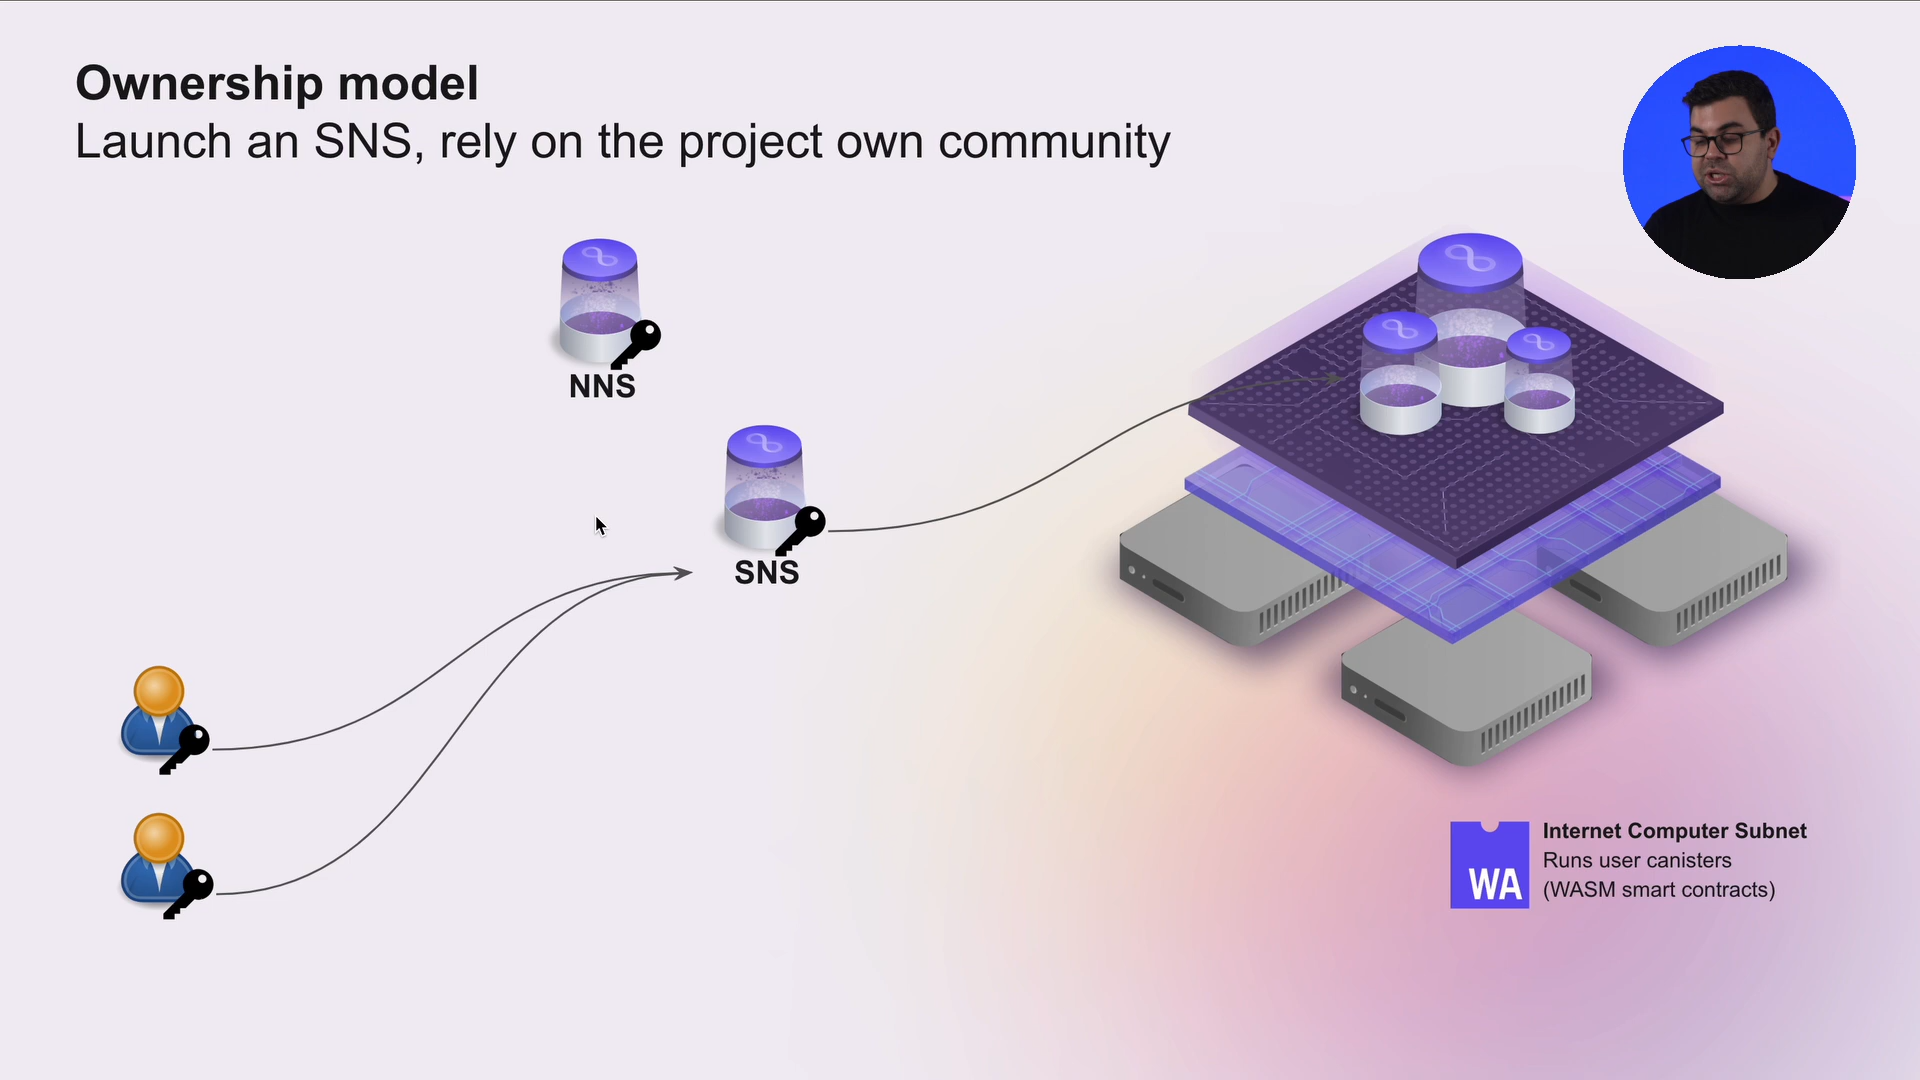 Ownership model
Launch an SNS, rely on the project own community
NNS
SNS
WA
Internet Computer Subnet
Runs user canisters
(WASM smart contracts)